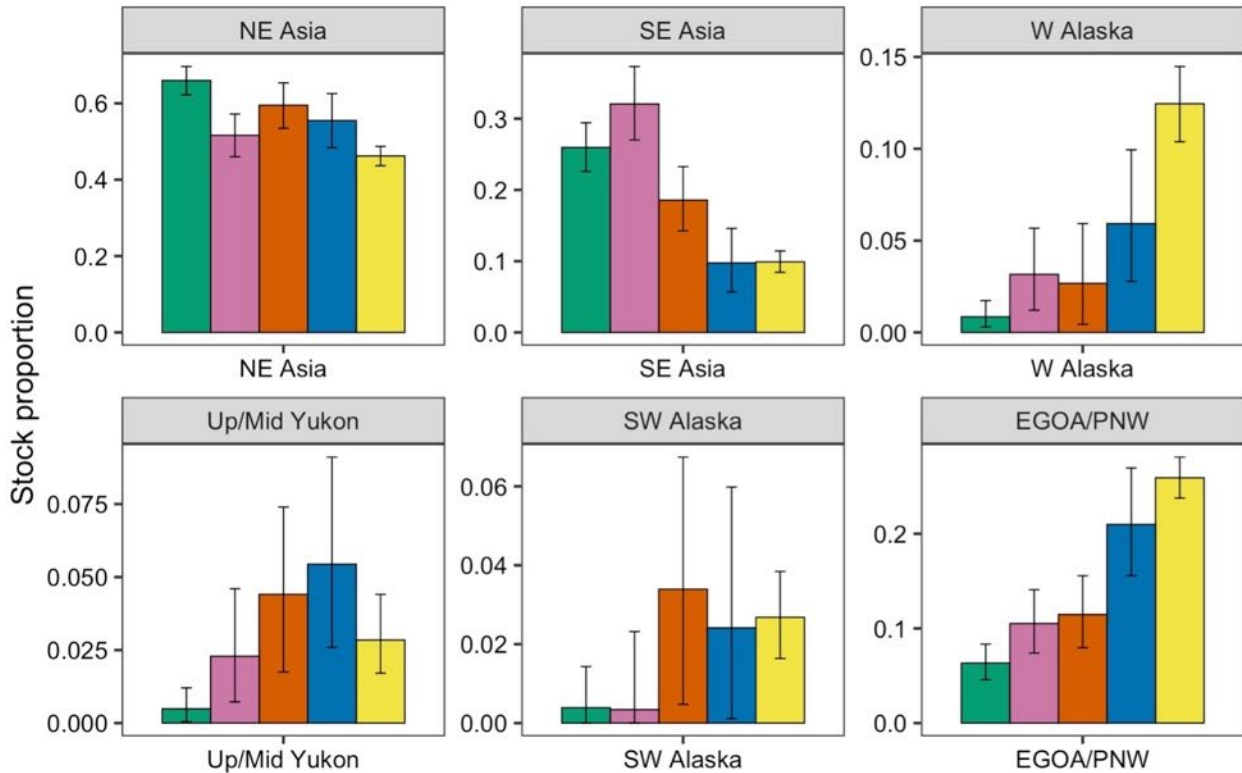 NE Asia
SE Asia
W Alaska
0.6
0.4
0.2
0.0
0.3
0.2
0.1
0.0
0.15
0.10
0.05
0.00
NE Asia
SE Asia
W Alaska
Stock proportion
Up/Mid Yukon
SW Alaska
EGOA/PNW
0.075
0.050
0.025
0.000
0.06
0.04
0.02
0.00
0.2
0.1
0.0
Up/Mid Yukon
SW Alaska
EGOA/PNW